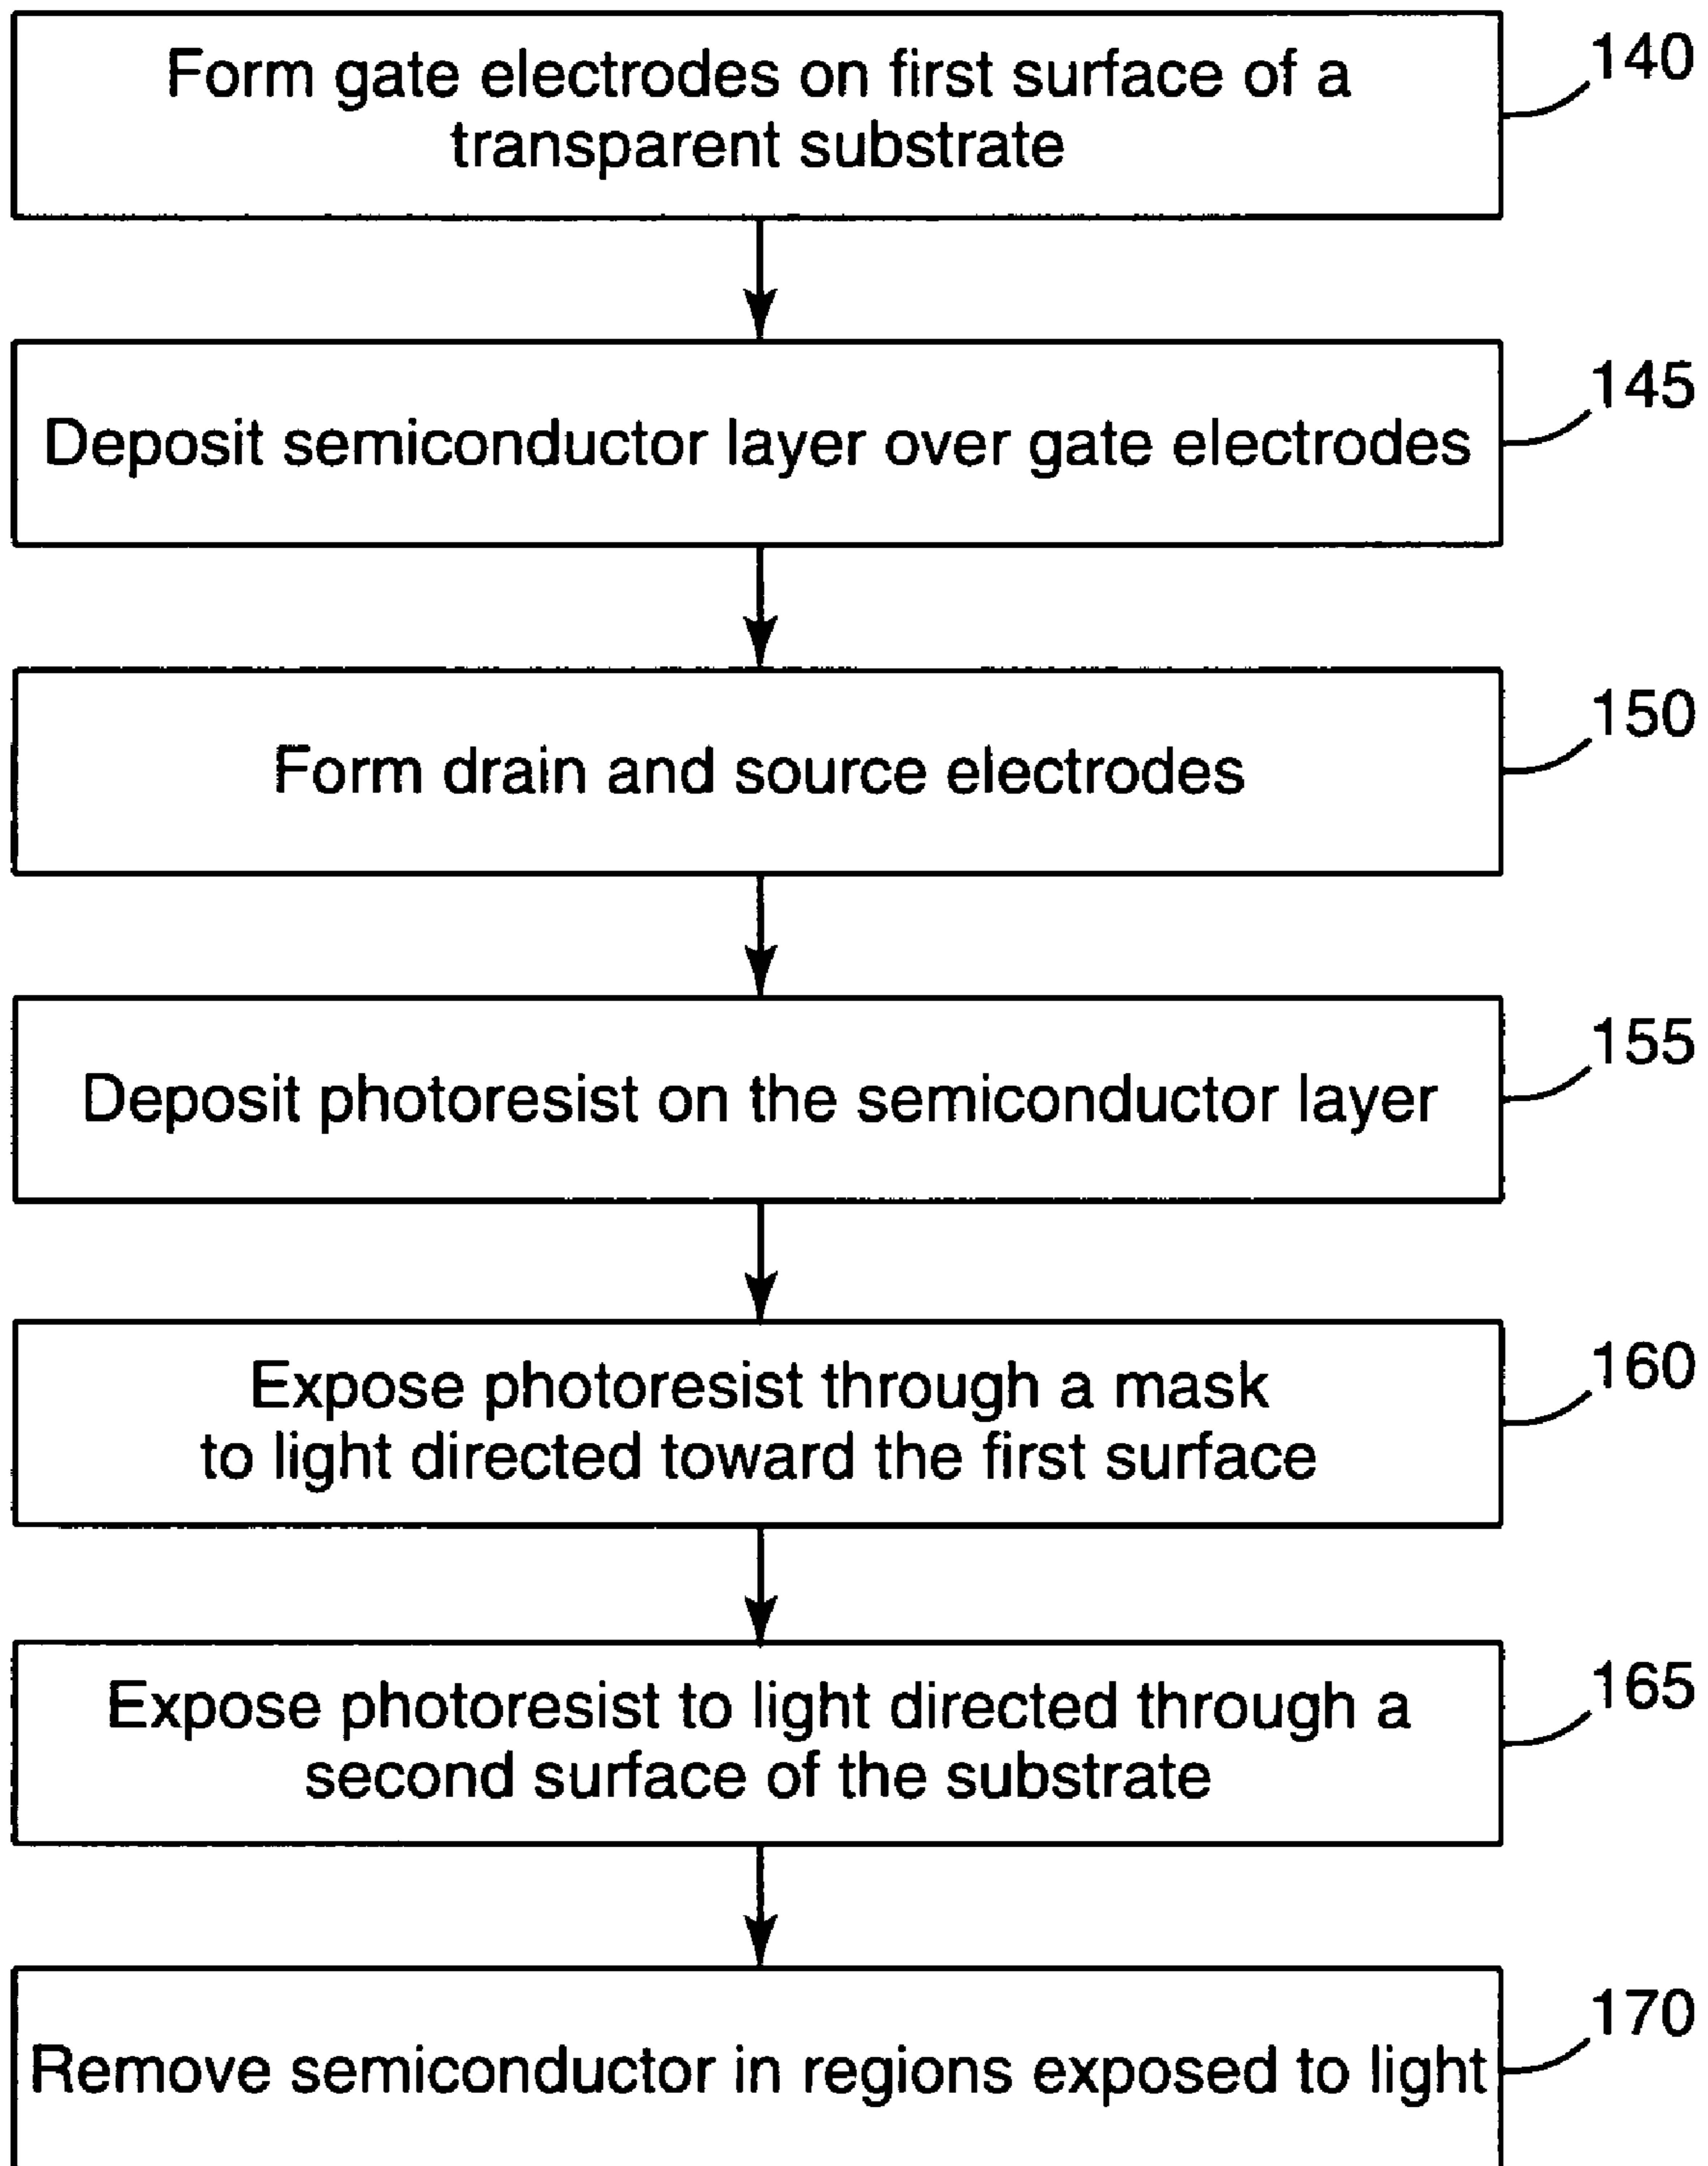 Form gate electrodes on first surface of a
transparent substrate
140
Deposit semiconductor layer over gate electrodes
145
Form drain and source electrodes
150
Deposit photoresist on the semiconductor layer
155
Expose photoresist through a mask
to light directed toward the first surface
160
Expose photoresist to light directed through a
second surface of the substrate
165
Remove semiconductor in regions exposed to light
170